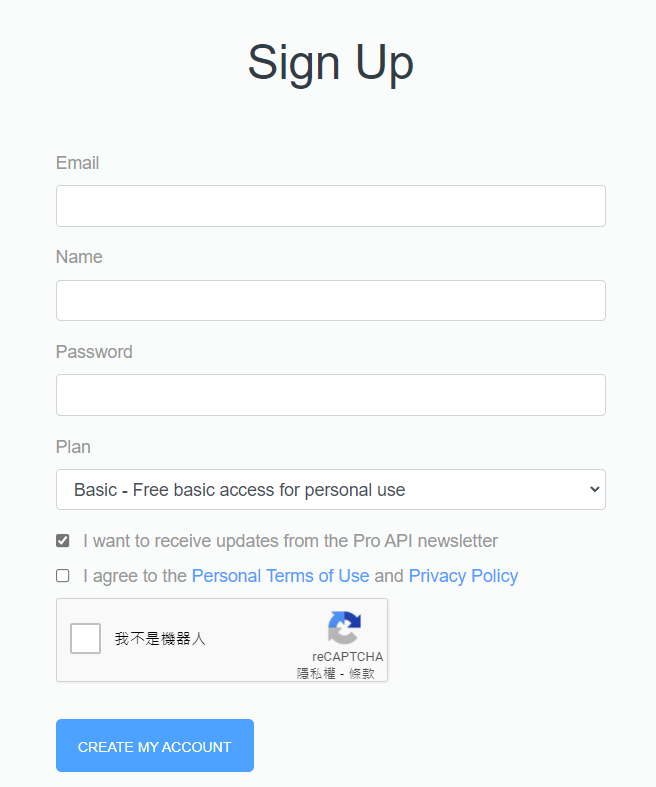 Sign Up
Email
Name
Password
Plan
Basic - Free basic access for personal use
I want to receive updates from the Pro API newsletter
I agree to the Personal Terms of Use and Privacy Policy
我不是機器人
reCAPTCHA
隱私權 - 條款
CREATE MY ACCOUNT